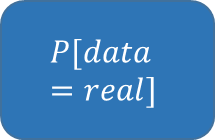 P[data
= real]